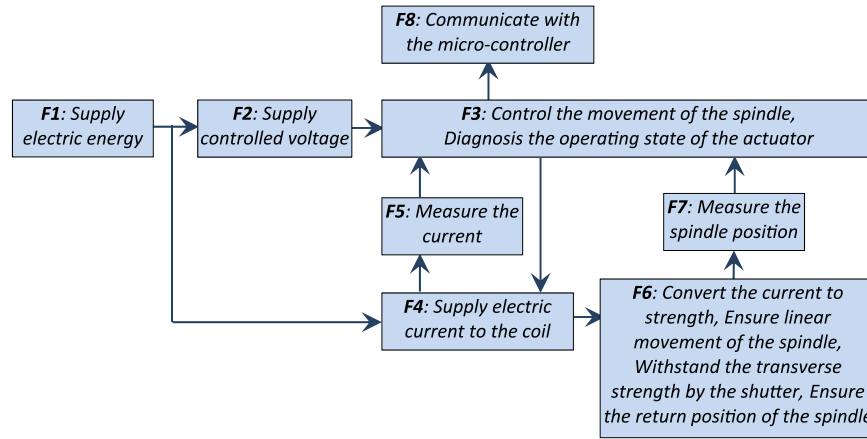 F8: Communicate with
the micro-controller
F1: Supply
electric energy
F2: Supply
controlled voltage
F3: Control the movement of the spindle,
Diagnosis the operating state of the actuator
F5: Measure the
current
F7: Measure the
spindle position
F4: Supply electric
current to the coil
F6: Convert the current to
strength, Ensure linear
movement of the spindle,
Withstand the transverse
strength by the shutter, Ensure
the return position of the spindle